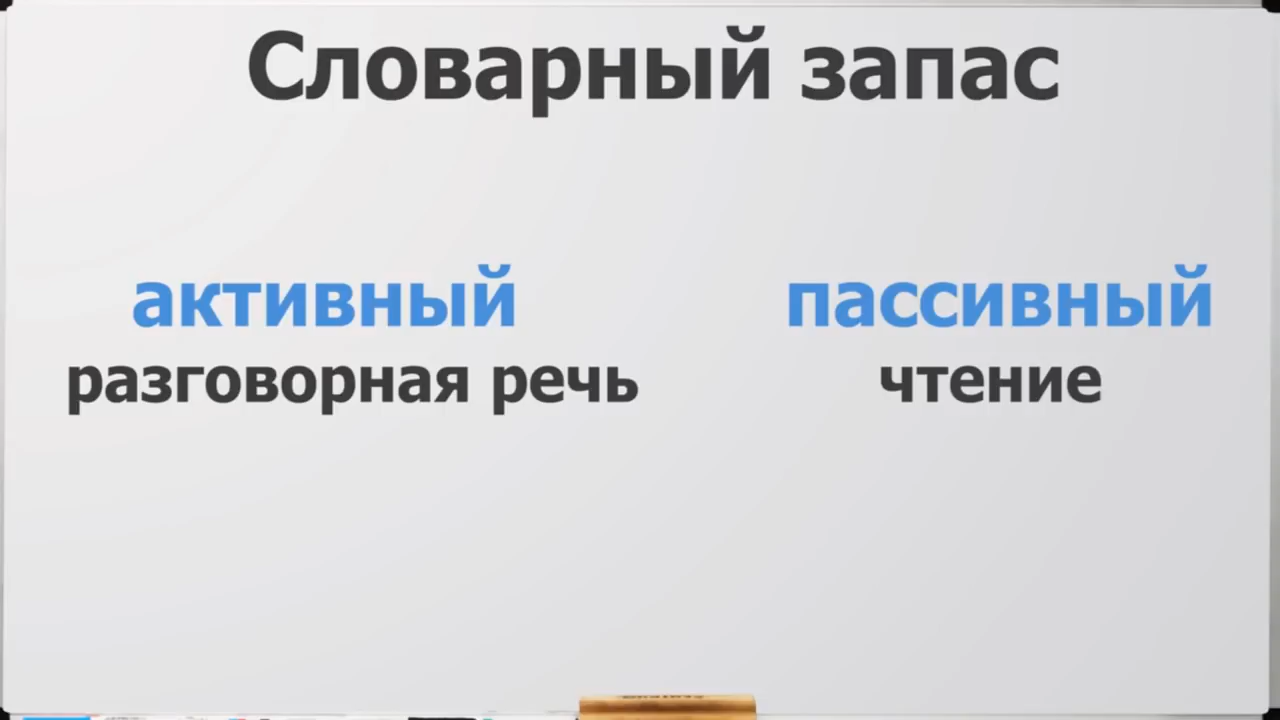 Словарный запас
активный
пассивный
разговорная речь
чтение